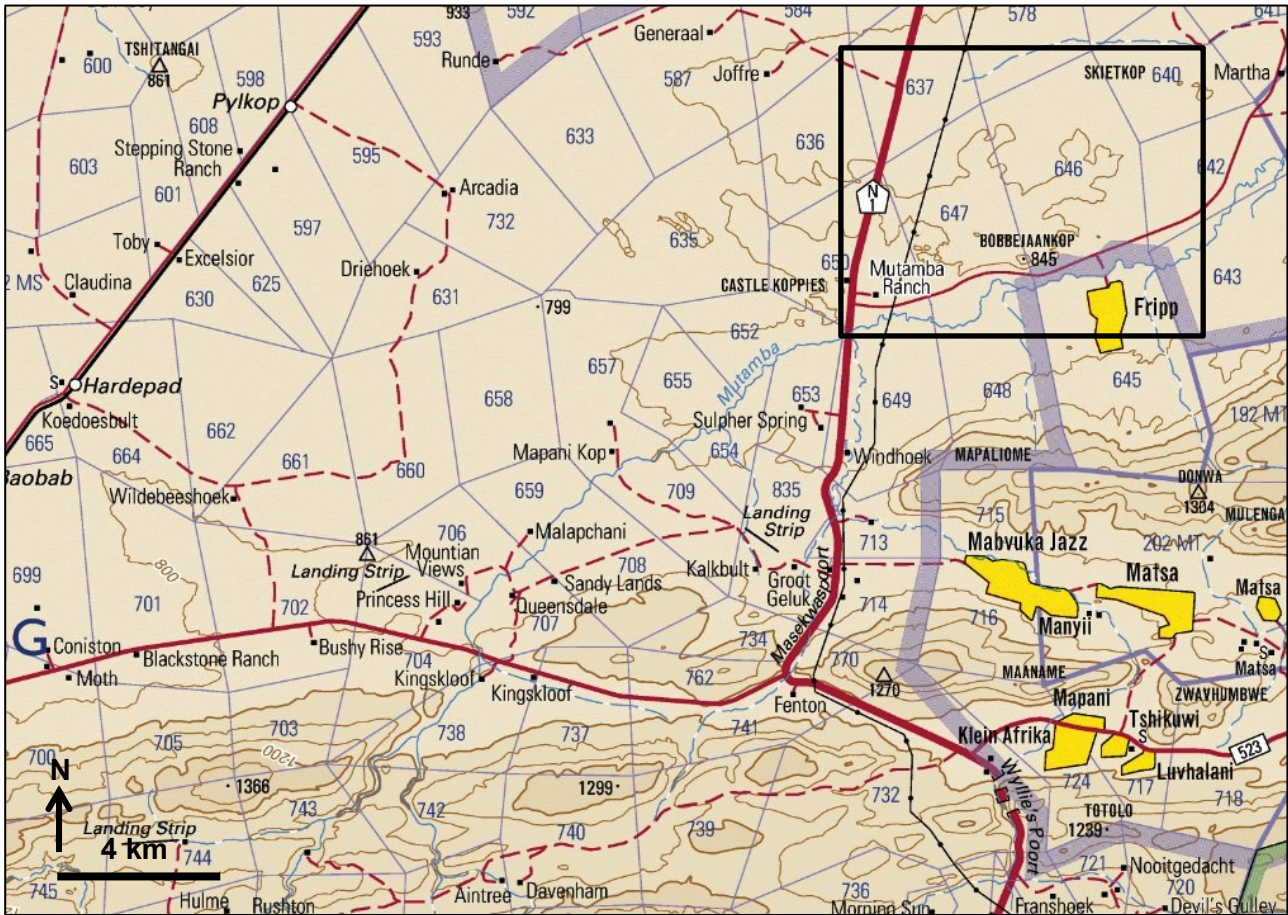 933
592
584
578
641
TSHITANGAI
861
600
598
593
Runde
Generaal
Joffre
587
637
SKIETKOP
640
Martha
Pylkop
608
Stepping Stone
Ranch
603
601
595
633
636
597
Arcadia
732
646
642
N
1
647
635
Toby
Excelsior
2 MS
Claudina
630
625
Driehoek
631
799
650
BOBBEJAANKOP
845
CASTLE KOPPIES
Mutamba
Ranch
643
Fripp
652
657
655
Mutamba
S
Hardepad
Koedoesbult
665
664
662
658
653
Sulpher Spring
649
648
645
192 MT
Baobab
661
660
Mapani Kop
654
Windhoek
MAPALIOME
DONWA
1304
MULENGA
Wildebeeshoek
659
709
835
Landing
Strip
715
861
706
Malapchani
713
Mabvuka Jazz
202 MT
Matsa
Matsa
699
701
800
702
Landing Strip
Mountian
Views
Princess Hill
708
Sandy Lands
Queensdale
707
Kalkbult
Groot
Geluk
714
716
Manyii
G
Coniston
Moth
Blackstone Ranch
Bushy Rise
704
Kingskloof
Kingskloof
734
Masekwaspoort
762
770
1270
MAANAME
S
Matsa
ZWAVHUMBWE
Fenton
741
Mapani
Tshikuwi
S
Klein Afrika
523
Luvhalani
700
705
703
1200
738
737
N
1366
1299
743
742
732
Wyllie's Poort
724
717
718
TOTOLO
1239
Landing Strip
4 km
744
740
739
721
Nooitgedacht
745
Hulme
Rushton
Aintree
Davenham
736
Morning Sun
Franshoek
720
Devil's Gulley